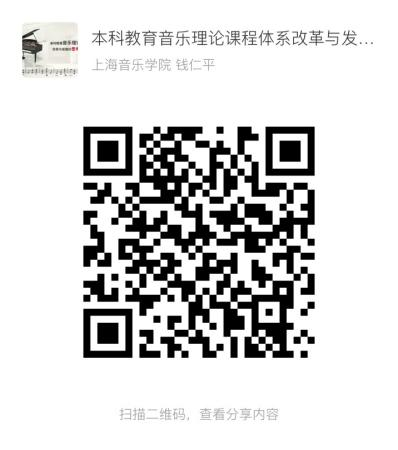 本科教育音乐理论课程体系改革与发...
上海音乐学院 钱仁平
扫描二维码，查看分享内容